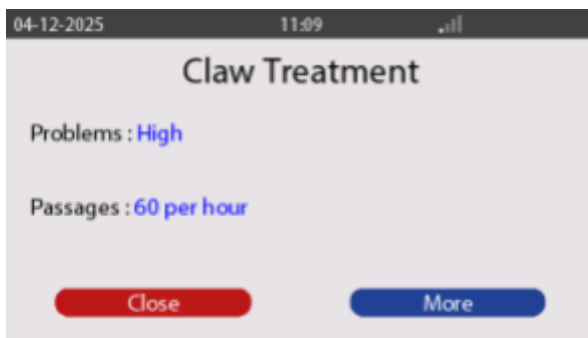 04-12-2025 11:09
Claw Treatment
Problems : High
Passages : 60 per hour
Close More